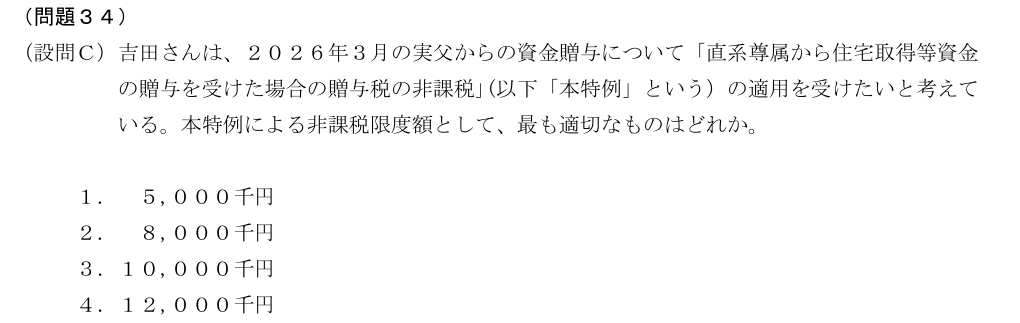 （問題３４）
（設問Ｃ）吉田さんは、２０２６年３月の実父からの資金贈与について「直系尊属から住宅取得等資金
の贈与を受けた場合の贈与税の非課税」（以下「本特例」という）の適用を受けたいと考えて
いる。本特例による非課税限度額として、最も適切なものはどれか。
１．　５,０００千円
２．　８,０００千円
３．１０,０００千円
４．１２,０００千円